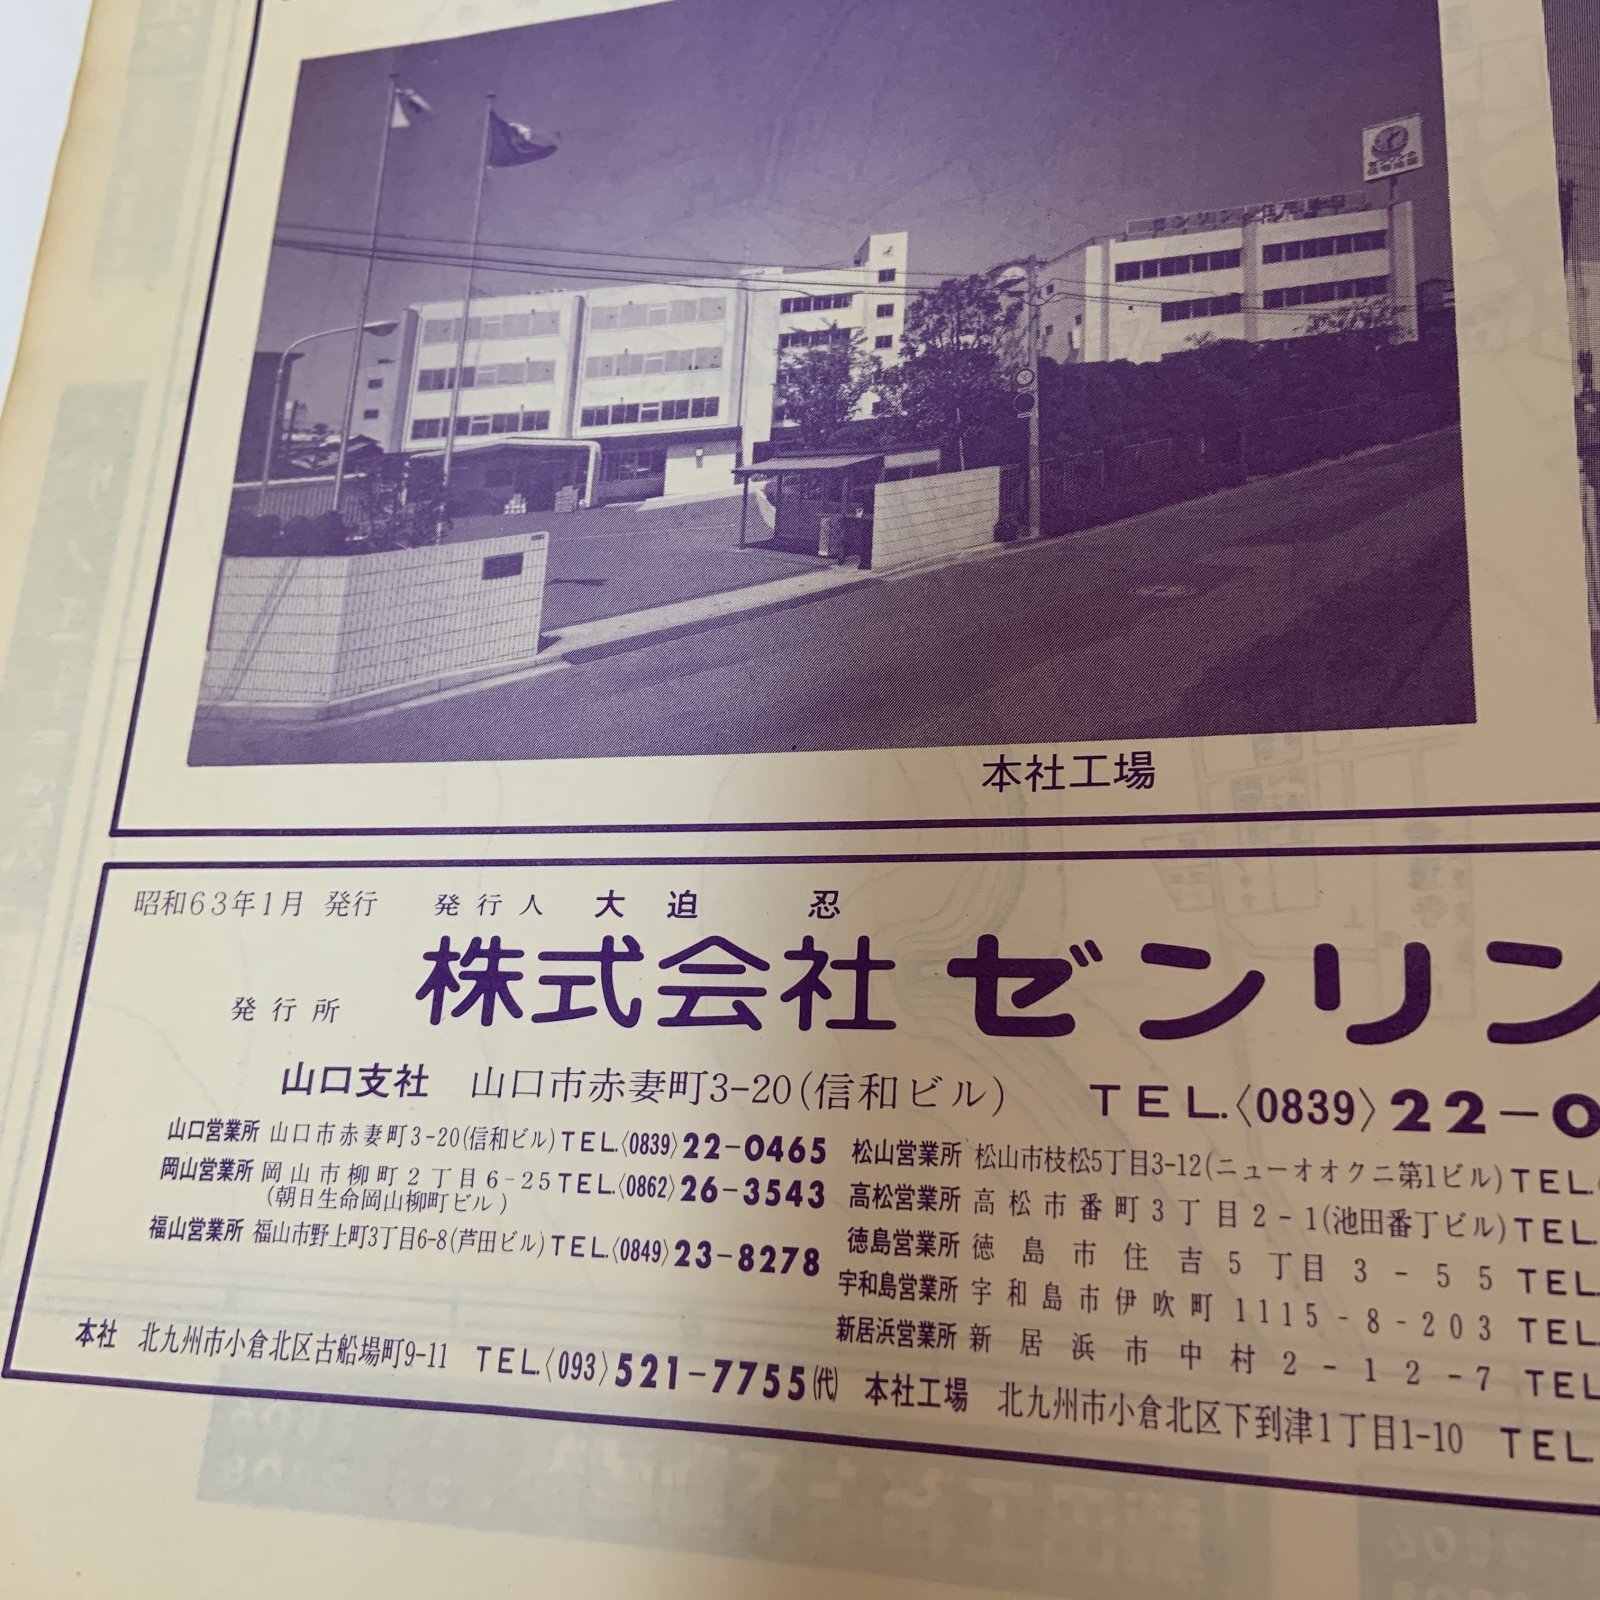 本社工場
昭和63年1月 発行 発行人 大迫 忍
発行所 株式会社 ゼンリン
山口支社 山口市赤妻町3-20(信和ビル) TEL.〈0839〉22-0
山口営業所 山口市赤妻町3-20(信和ビル)TEL.〈0839〉22-0465
岡山営業所 岡山市柳町2丁目6-25TEL.〈0862〉26-3543
(朝日生命岡山柳町ビル)
福山営業所 福山市野上町3丁目6-8(芦田ビル)TEL.〈0849〉23-8278
松山営業所 松山市枝松5丁目3-12(ニューオオクニ第1ビル)TEL.
高松営業所 高松市番町3丁目2-1(池田番丁ビル)TEL.
徳島営業所 徳島市住吉5丁目3-55 TEL.
宇和島営業所 宇和島市伊吹町1115-8-203 TEL.
新居浜営業所 新居浜市中村2-12-7 TEL.
本社 北九州市小倉北区古船場町9-11 TEL.〈093〉521-7755(代) 本社工場 北九州市小倉北区下到津1丁目1-10 TEL.